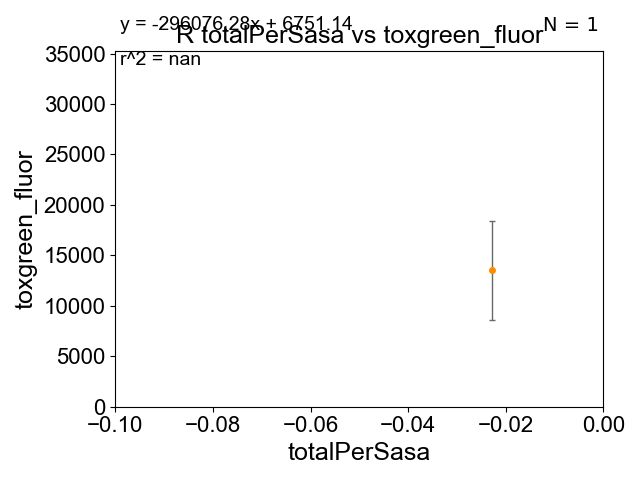 y = -296076.28x + 6751.14
N = 1
R totalPerSasa vs toxgreen_fluor
r^2 = nan
35000
30000
25000
20000
15000
10000
5000
0
toxgreen_fluor
−0.10 −0.08 −0.06 −0.04 −0.02 0.00
totalPerSasa